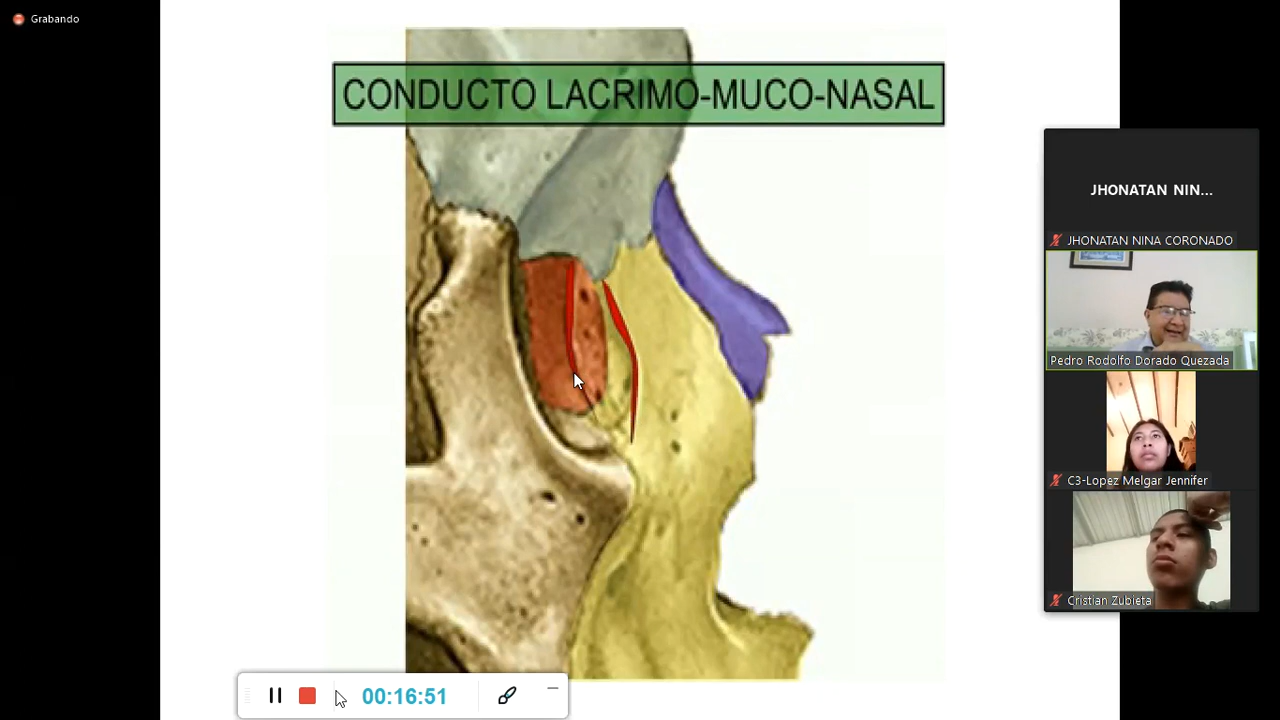 Grabando
CONDUCTO LACRIMO-MUCO-NASAL
JHONATAN NIN...
JHONATAN NINA CORONADO
Pedro Rodolfo Dorado Quezada
C3-Lopez Melgar Jennifer
Cristian Zubieta
00:16:51